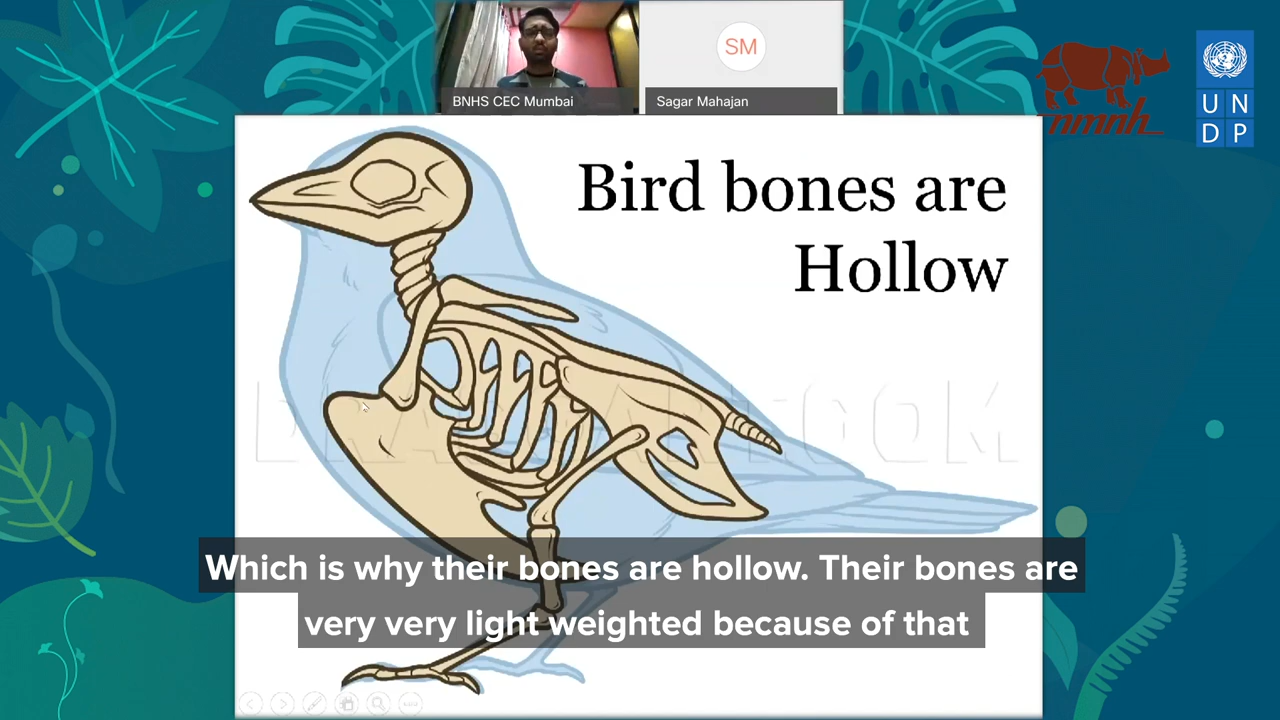 SM
BNHS CEC Mumbai
Sagar Mahajan
nmnh
U N
D P
Bird bones are
Hollow
Which is why their bones are hollow. Their bones are
very very light weighted because of that